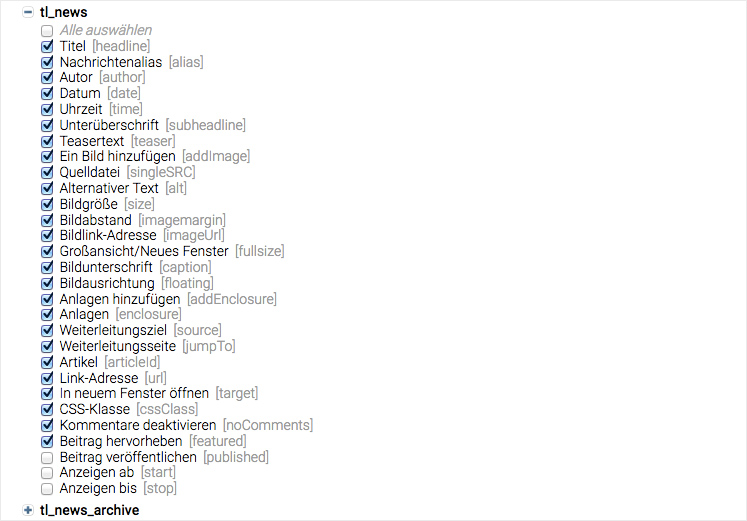 tl_news
Alle auswählen
Titel [headline]
Nachrichtenalias [alias]
Autor [author]
Datum [date]
Uhrzeit [time]
Unterüberschrift [subheadline]
Teasertext [teaser]
Ein Bild hinzufügen [addImage]
Quelldatei [singleSRC]
Alternativer Text [alt]
Bildgröße [size]
Bildabstand [imagemargin]
Bildlink-Adresse [imageUrl]
Großansicht/Neues Fenster [fullsize]
Bildunterschrift [caption]
Bildausrichtung [floating]
Anlagen hinzufügen [addEnclosure]
Anlagen [enclosure]
Weiterleitungsziel [source]
Weiterleitungsseite [jumpTo]
Artikel [articleId]
Link-Adresse [url]
In neuem Fenster öffnen [target]
CSS-Klasse [cssClass]
Kommentare deaktivieren [noComments]
Beitrag hervorheben [featured]
Beitrag veröffentlichen [published]
Anzeigen ab [start]
Anzeigen bis [stop]
tl_news_archive